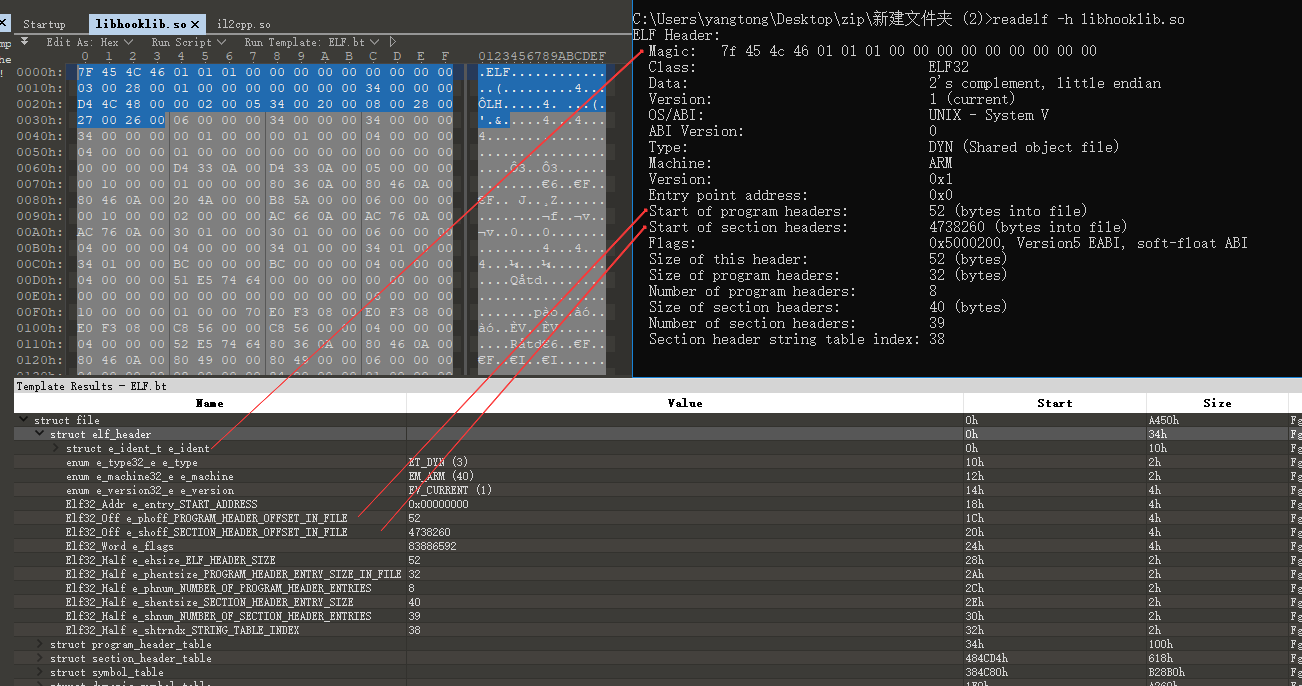 Startup
libhooklib.so ×
il2cpp.so
Edit As: Hex
Run Script
Run Template: ELF.bt
0 1 2 3 4 5 6 7 8 9 A B C D E F 0123456789ABCDEF
0000h: 7F 45 4C 46 01 01 01 00 00 00 00 00 00 00 00 00 .ELF............
0010h: 03 00 28 00 01 00 00 00 00 00 00 00 34 00 00 00 ..(.........4...
0020h: D4 4C 48 00 00 02 00 05 34 00 20 00 08 00 28 00 ÔLH.....4. ...(.
0030h: 27 00 26 00 06 00 00 00 34 00 00 00 34 00 00 00 '.&.....4...4...
0040h: 34 00 00 00 00 01 00 00 00 01 00 00 04 00 00 00 4...............
0050h: 04 00 00 00 01 00 00 00 00 00 00 00 00 00 00 00 ................
0060h: 00 00 00 00 D4 33 0A 00 D4 33 0A 00 05 00 00 00 ....Ô3..Ô3......
0070h: 00 10 00 00 01 00 00 00 80 36 0A 00 80 46 0A 00 .........€6..€F..
0080h: 80 46 0A 00 20 4A 00 00 B8 5A 00 00 06 00 00 00 €F.. J..¸Z......
0090h: 00 10 00 00 02 00 00 00 AC 66 0A 00 AC 76 0A 00 ........¬f..¬v..
00A0h: AC 76 0A 00 30 01 00 00 30 01 00 00 06 00 00 00 ¬v..0...0.......
00B0h: 04 00 00 00 04 00 00 00 34 01 00 00 34 01 00 00 ........4...4...
00C0h: 34 01 00 00 BC 00 00 00 BC 00 00 00 04 00 00 00 4...¼...¼.......
00D0h: 04 00 00 00 51 E5 74 64 00 00 00 00 00 00 00 00 ....Qåtd........
00E0h: 00 00 00 00 00 00 00 00 00 00 00 00 06 00 00 00 ................
00F0h: 10 00 00 00 01 00 00 70 E0 F3 08 00 E0 F3 08 00 .......pàó..àó..
0100h: E0 F3 08 00 C8 56 00 00 C8 56 00 00 04 00 00 00 àó..ÈV..ÈV......
0110h: 04 00 00 00 52 E5 74 64 80 36 0A 00 80 46 0A 00 ....Råtd€6..€F..
0120h: 80 46 0A 00 80 49 00 00 80 49 00 00 06 00 00 00 €F..€I..€I......
C:\Users\yangtong\Desktop\zip\新建文件夹 (2)>readelf -h libhooklib.so
ELF Header:
Magic: 7f 45 4c 46 01 01 01 00 00 00 00 00 00 00 00 00
Class: ELF32
Data: 2's complement, little endian
Version: 1 (current)
OS/ABI: UNIX - System V
ABI Version: 0
Type: DYN (Shared object file)
Machine: ARM
Version: 0x1
Entry point address: 0x0
Start of program headers: 52 (bytes into file)
Start of section headers: 4738260 (bytes into file)
Flags: 0x5000200, Version5 EABI, soft-float ABI
Size of this header: 52 (bytes)
Size of program headers: 32 (bytes)
Number of program headers: 8
Size of section headers: 40 (bytes)
Number of section headers: 39
Section header string table index: 38
Template Results - ELF.bt
Name Value Start Size
struct file 0h A450h Fg
struct elf_header 0h 34h Fg
struct e_ident_t e_ident 0h 10h Fg
enum e_type32_e e_type ET_DYN (3) 10h 2h Fg
enum e_machine32_e e_machine EM_ARM (40) 12h 2h Fg
enum e_version32_e e_version EV_CURRENT (1) 14h 4h Fg
Elf32_Addr e_entry_START_ADDRESS 0x00000000 18h 4h Fg
Elf32_Off e_phoff_PROGRAM_HEADER_OFFSET_IN_FILE 52 1Ch 4h Fg
Elf32_Off e_shoff_SECTION_HEADER_OFFSET_IN_FILE 4738260 20h 4h Fg
Elf32_Word e_flags 83886592 24h 4h Fg
Elf32_Half e_ehsize_ELF_HEADER_SIZE 52 28h 2h Fg
Elf32_Half e_phentsize_PROGRAM_HEADER_ENTRY_SIZE_IN_FILE 32 2Ah 2h Fg
Elf32_Half e_phnum_NUMBER_OF_PROGRAM_HEADER_ENTRIES 8 2Ch 2h Fg
Elf32_Half e_shentsize_SECTION_HEADER_ENTRY_SIZE 40 2Eh 2h Fg
Elf32_Half e_shnum_NUMBER_OF_SECTION_HEADER_ENTRIES 39 30h 2h Fg
Elf32_Half e_shtrndx_STRING_TABLE_INDEX 38 32h 2h Fg
struct program_header_table 34h 100h Fg
struct section_header_table 484CD4h 618h Fg
struct symbol_table 384C80h B28B0h Fg